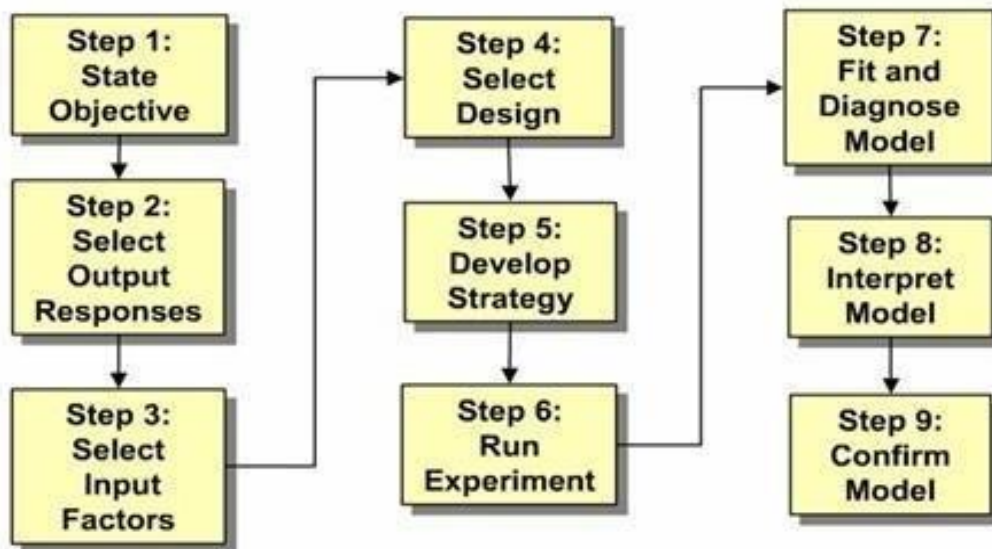 Step 1:
State
Objective
Step 2:
Select
Output
Responses
Step 3:
Select
Input
Factors
Step 4:
Select
Design
Step 5:
Develop
Strategy
Step 6:
Run
Experiment
Step 7:
Fit and
Diagnose
Model
Step 8:
Interpret
Model
Step 9:
Confirm
Model